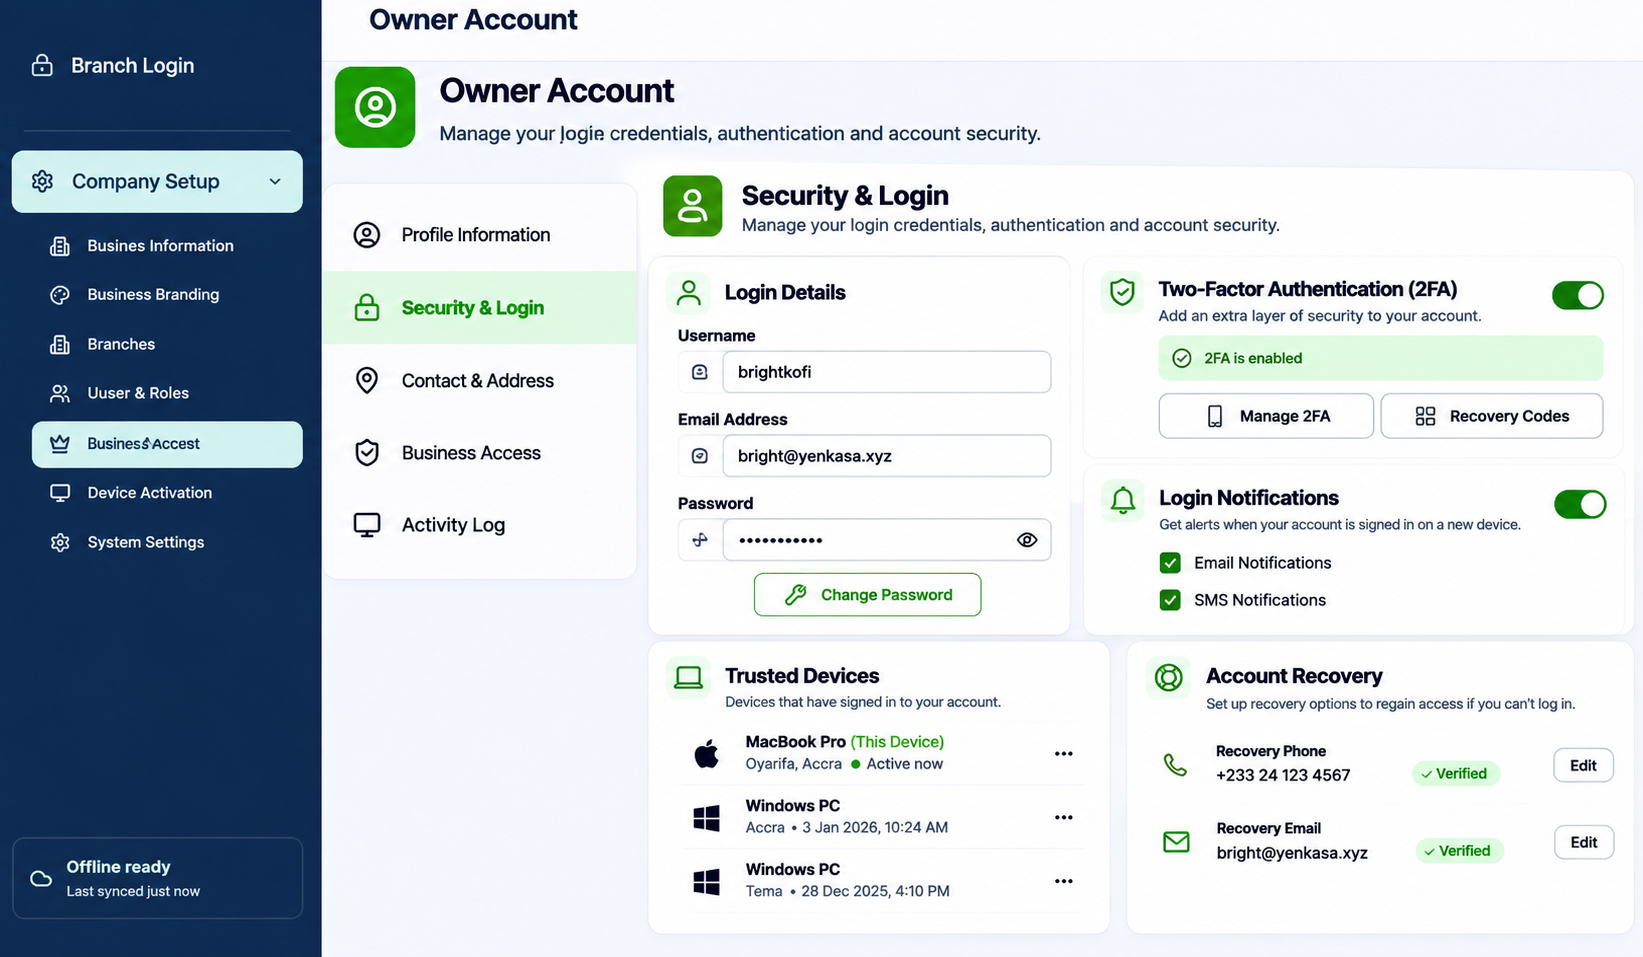 Owner Account
Branch Login
Company Setup
Busines Information
Business Branding
Branches
Uuser & Roles
Device Activation
System Settings
Offline ready
Last synced just now
Owner Account
Manage your login credentials, authentication and account security.
Profile Information
Security & Login
Contact & Address
Business Access
Activity Log
Security & Login
Manage your login credentials, authentication and account security.
Login Details
Username
brightkofi
Email Address
bright@yenkasa.xyz
Password
•••••••••••
Change Password
Two-Factor Authentication (2FA)
Add an extra layer of security to your account.
2FA is enabled
Manage 2FA
Recovery Codes
Login Notifications
Get alerts when your account is signed in on a new device.
Email Notifications
SMS Notifications
Trusted Devices
Devices that have signed in to your account.
MacBook Pro (This Device)
Oyarifa, Accra ● Active now
Windows PC
Accra • 3 Jan 2026, 10:24 AM
Windows PC
Tema • 28 Dec 2025, 4:10 PM
Account Recovery
Set up recovery options to regain access if you can't log in.
Recovery Phone
+233 24 123 4567
Verified
Edit
Recovery Email
bright@yenkasa.xyz
Verified
Edit